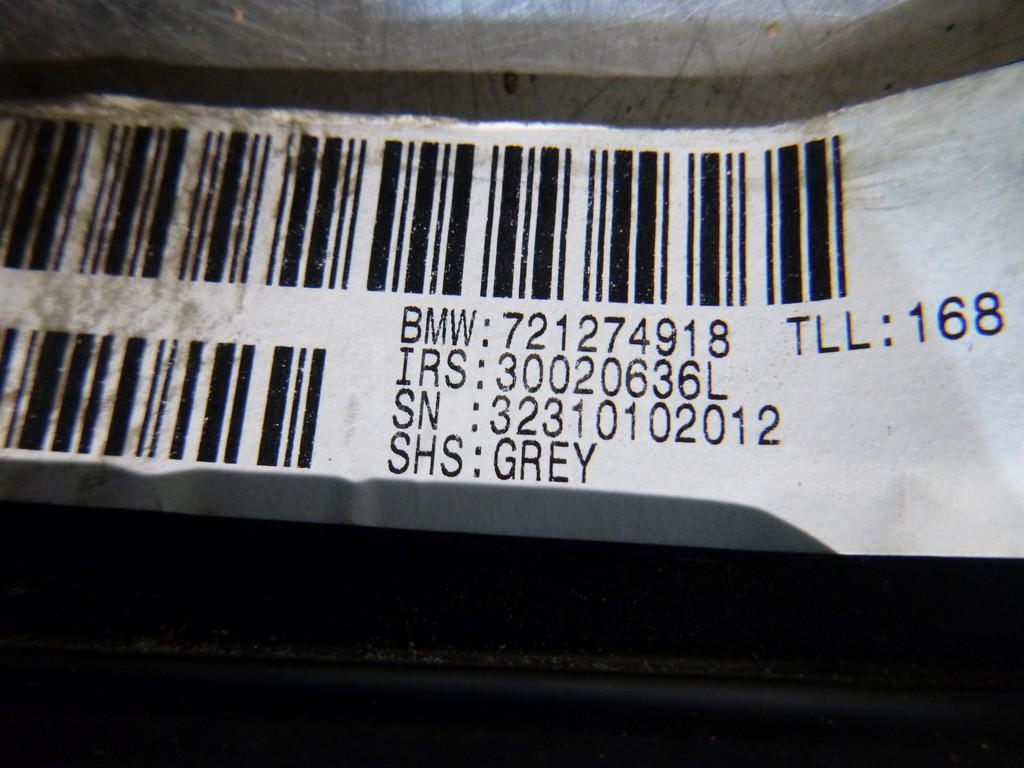 BMW:721274918 TLL:168
IRS:30020636L
SN :32310102012
SHS:GREY